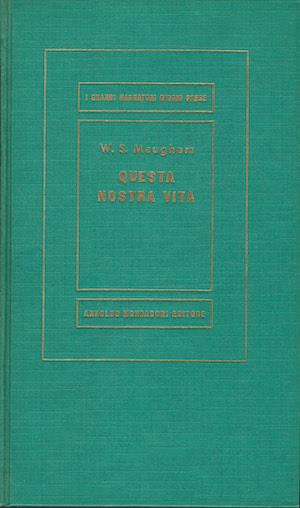 I GRANDI NARRATORI D'OGNI PAESE
W. S. Maugham
QUESTA
NOSTRA VITA
ARNOLDO MONDADORI EDITORE